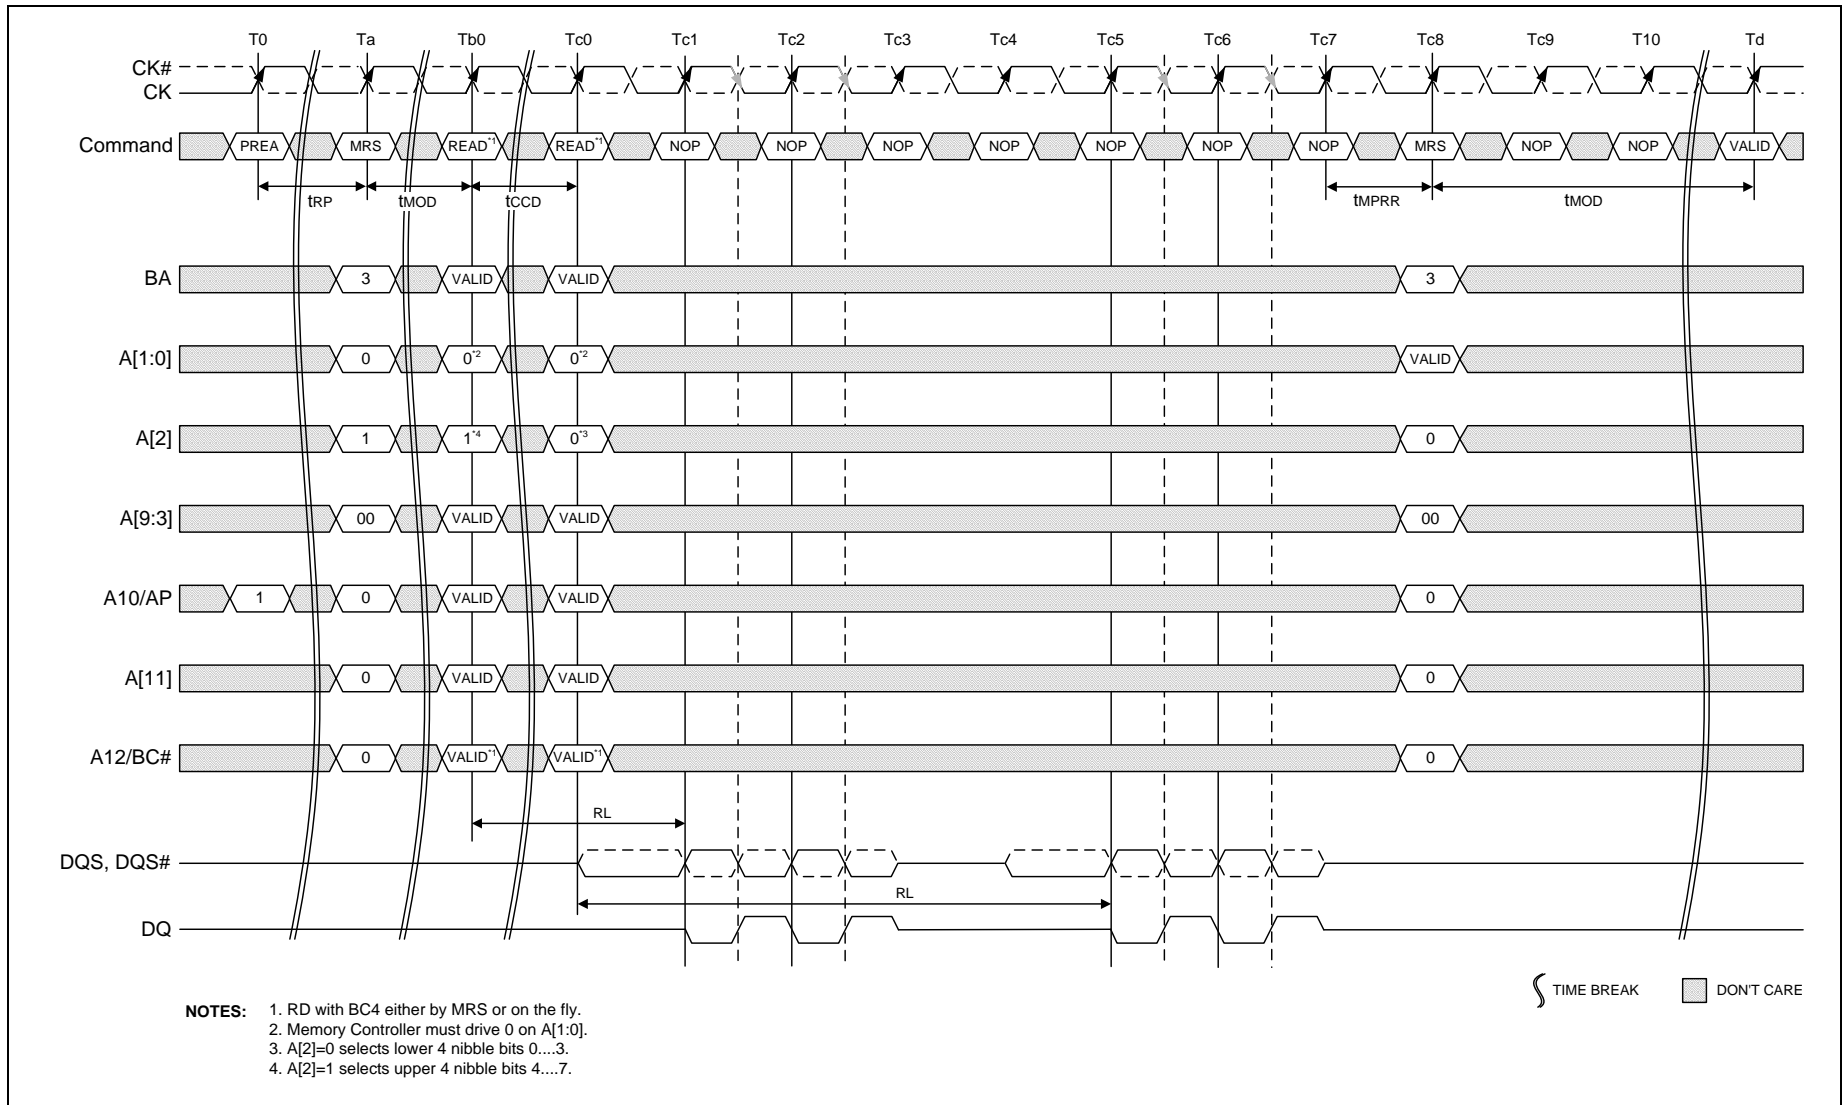 T0 Ta Tb0 Tc0 Tc1 Tc2 Tc3 Tc4 Tc5 Tc6 Tc7 Tc8 Tc9 T10 Td
CK#
CK
Command PREA MRS READ*1 READ*1 NOP NOP NOP NOP NOP NOP NOP MRS NOP NOP VALID
tRP tMOD tCCD tMPRR tMOD
BA 3 VALID VALID 3
A[1:0] 0 0*2 0*2 VALID
A[2] 1 1*4 0*3 0
A[9:3] 00 VALID VALID 00
A10/AP 1 0 VALID VALID 0
A[11] 0 VALID VALID 0
A12/BC# 0 VALID*1 VALID*1 0
RL
DQS, DQS#
RL
DQ
TIME BREAK DON'T CARE
NOTES: 1. RD with BC4 either by MRS or on the fly.
2. Memory Controller must drive 0 on A[1:0].
3. A[2]=0 selects lower 4 nibble bits 0....3.
4. A[2]=1 selects upper 4 nibble bits 4....7.